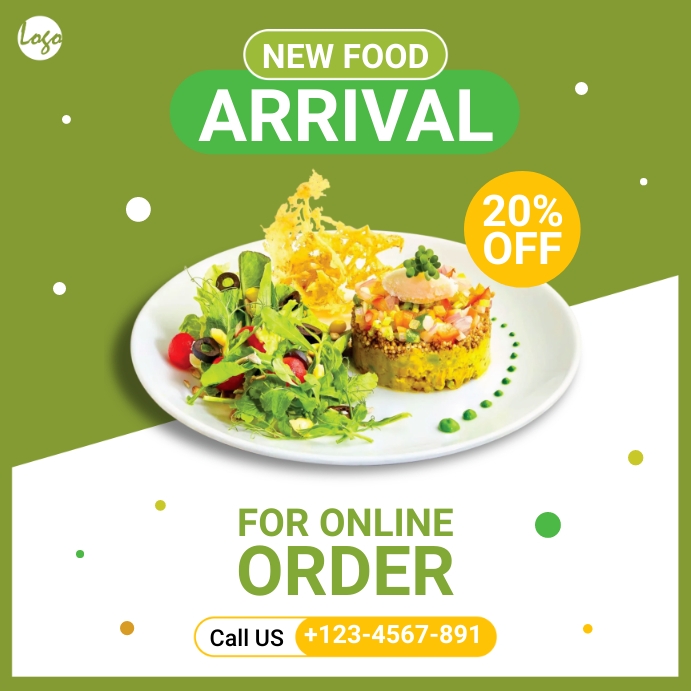 Logo
NEW FOOD
ARRIVAL
20%
OFF
FOR ONLINE
ORDER
Call US +123-4567-891